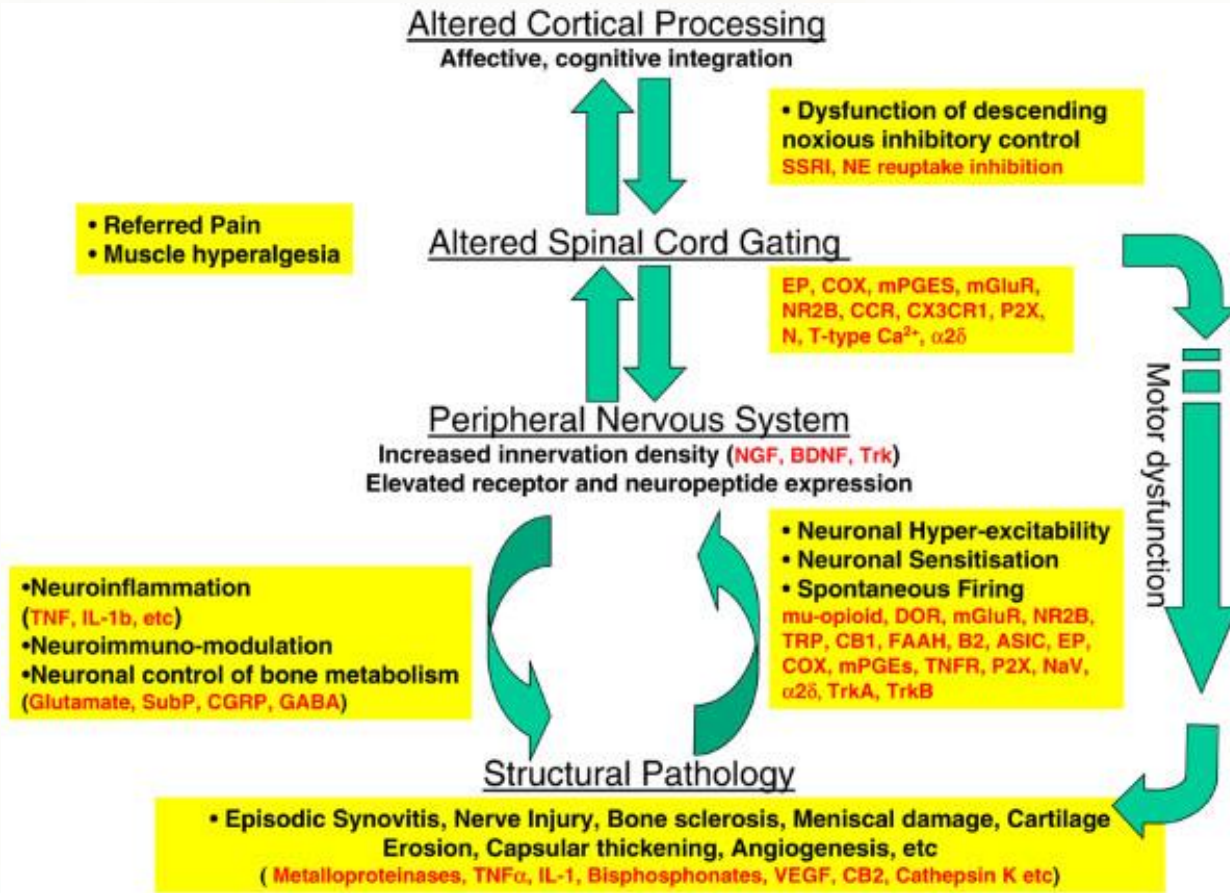 Altered Cortical Processing
Affective, cognitive integration
• Dysfunction of descending
noxious inhibitory control
SSRI, NE reuptake inhibition
• Referred Pain
• Muscle hyperalgesia
Altered Spinal Cord Gating
EP, COX, mPGES, mGluR,
NR2B, CCR, CX3CR1, P2X,
N, T-type Ca²⁺, α2δ
Motor dysfunction
Peripheral Nervous System
Increased innervation density (NGF, BDNF, Trk)
Elevated receptor and neuropeptide expression
•Neuroinflammation
(TNF, IL-1b, etc)
•Neuroimmuno-modulation
•Neuronal control of bone metabolism
(Glutamate, SubP, CGRP, GABA)
• Neuronal Hyper-excitability
• Neuronal Sensitisation
• Spontaneous Firing
mu-opioid, DOR, mGluR, NR2B,
TRP, CB1, FAAH, B2, ASIC, EP,
COX, mPGEs, TNFR, P2X, NaV,
α2δ, TrkA, TrkB
Structural Pathology
• Episodic Synovitis, Nerve Injury, Bone sclerosis, Meniscal damage, Cartilage
Erosion, Capsular thickening, Angiogenesis, etc
( Metalloproteinases, TNFα, IL-1, Bisphosphonates, VEGF, CB2, Cathepsin K etc)